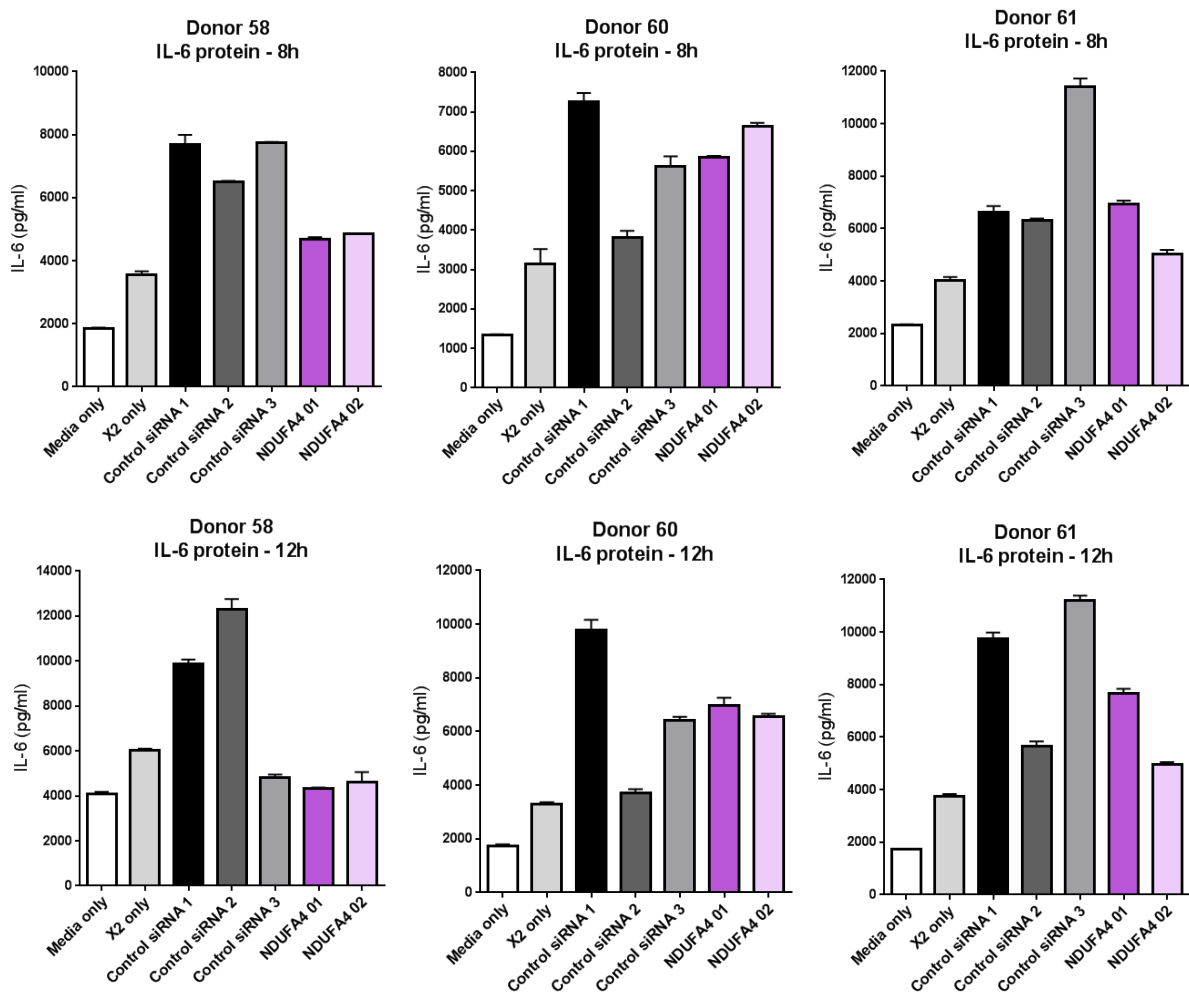 Donor 58
IL-6 protein - 8h
IL-6 (pg/ml)
10000
8000
6000
4000
2000
0
Media only
X2 only
Control siRNA 1
Control siRNA 2
Control siRNA 3
NDUFA4 01
NDUFA4 02
Donor 60
IL-6 protein - 8h
IL-6 (pg/ml)
8000
7000
6000
5000
4000
3000
2000
1000
0
Media only
X2 only
Control siRNA 1
Control siRNA 2
Control siRNA 3
NDUFA4 01
NDUFA4 02
Donor 61
IL-6 protein - 8h
IL-6 (pg/ml)
12000
10000
8000
6000
4000
2000
0
Media only
X2 only
Control siRNA 1
Control siRNA 2
Control siRNA 3
NDUFA4 01
NDUFA4 02
Donor 58
IL-6 protein - 12h
IL-6 (pg/ml)
14000
12000
10000
8000
6000
4000
2000
0
Media only
X2 only
Control siRNA 1
Control siRNA 2
Control siRNA 3
NDUFA4 01
NDUFA4 02
Donor 60
IL-6 protein - 12h
IL-6 (pg/ml)
12000
10000
8000
6000
4000
2000
0
Media only
X2 only
Control siRNA 1
Control siRNA 2
Control siRNA 3
NDUFA4 01
NDUFA4 02
Donor 61
IL-6 protein - 12h
IL-6 (pg/ml)
12000
10000
8000
6000
4000
2000
0
Media only
X2 only
Control siRNA 1
Control siRNA 2
Control siRNA 3
NDUFA4 01
NDUFA4 02